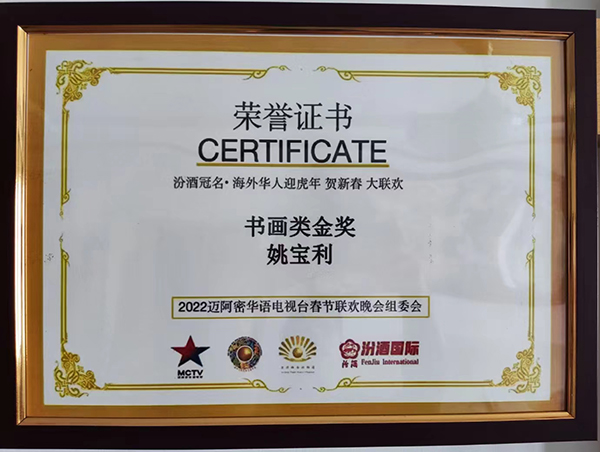 荣誉证书
CERTIFICATE
汾酒冠名·海外华人迎虎年 贺新春 大联欢
书画类金奖
姚宝利
2022迈阿密华语电视台春节联欢晚会组委会
MCTV
汾酒
汾酒国际
FenJiu International